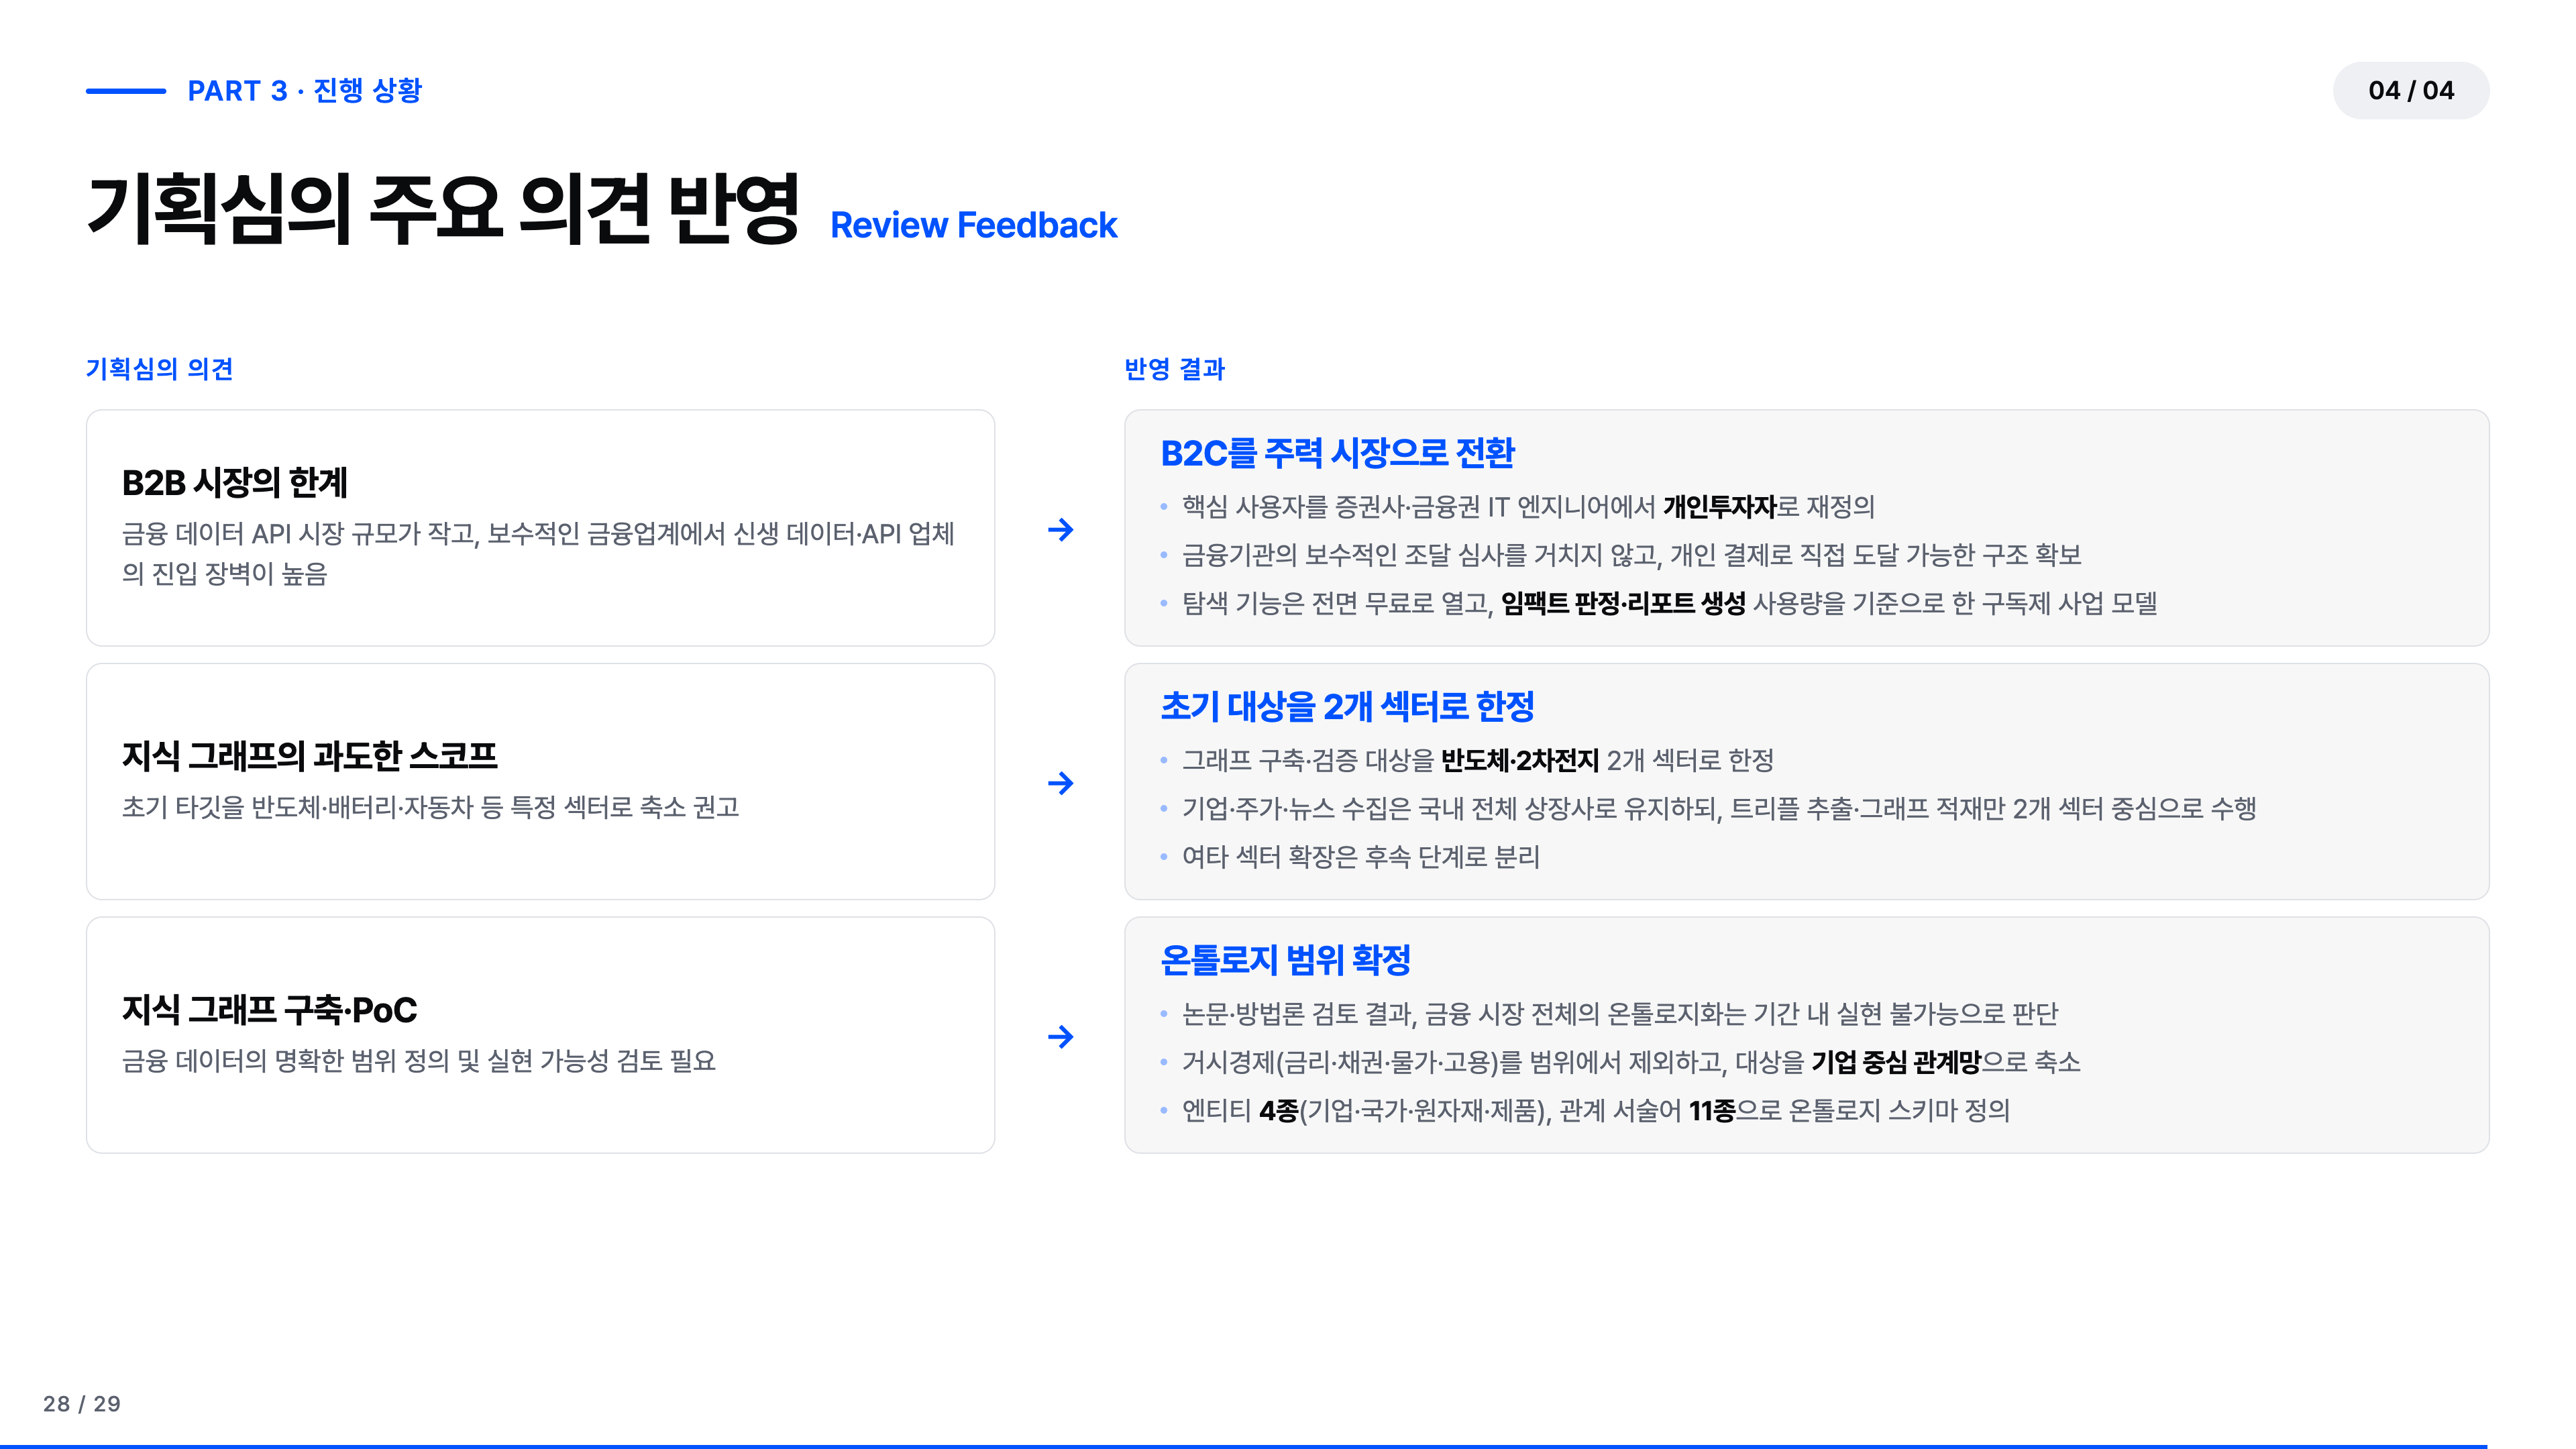 PART 3 · 진행 상황
04 / 04
기획심의 주요 의견 반영 Review Feedback
기획심의 의견
반영 결과
B2B 시장의 한계
금융 데이터 API 시장 규모가 작고, 보수적인 금융업계에서 신생 데이터·API 업체
의 진입 장벽이 높음
→
B2C를 주력 시장으로 전환
• 핵심 사용자를 증권사·금융권 IT 엔지니어에서 개인투자자로 재정의
• 금융기관의 보수적인 조달 심사를 거치지 않고, 개인 결제로 직접 도달 가능한 구조 확보
• 탐색 기능은 전면 무료로 열고, 임팩트 판정·리포트 생성 사용량을 기준으로 한 구독제 사업 모델
지식 그래프의 과도한 스코프
초기 타깃을 반도체·배터리·자동차 등 특정 섹터로 축소 권고
→
초기 대상을 2개 섹터로 한정
• 그래프 구축·검증 대상을 반도체·2차전지 2개 섹터로 한정
• 기업·주가·뉴스 수집은 국내 전체 상장사로 유지하되, 트리플 추출·그래프 적재만 2개 섹터 중심으로 수행
• 여타 섹터 확장은 후속 단계로 분리
지식 그래프 구축·PoC
금융 데이터의 명확한 범위 정의 및 실현 가능성 검토 필요
→
온톨로지 범위 확정
• 논문·방법론 검토 결과, 금융 시장 전체의 온톨로지화는 기간 내 실현 불가능으로 판단
• 거시경제(금리·채권·물가·고용)를 범위에서 제외하고, 대상을 기업 중심 관계망으로 축소
• 엔티티 4종(기업·국가·원자재·제품), 관계 서술어 11종으로 온톨로지 스키마 정의
28 / 29